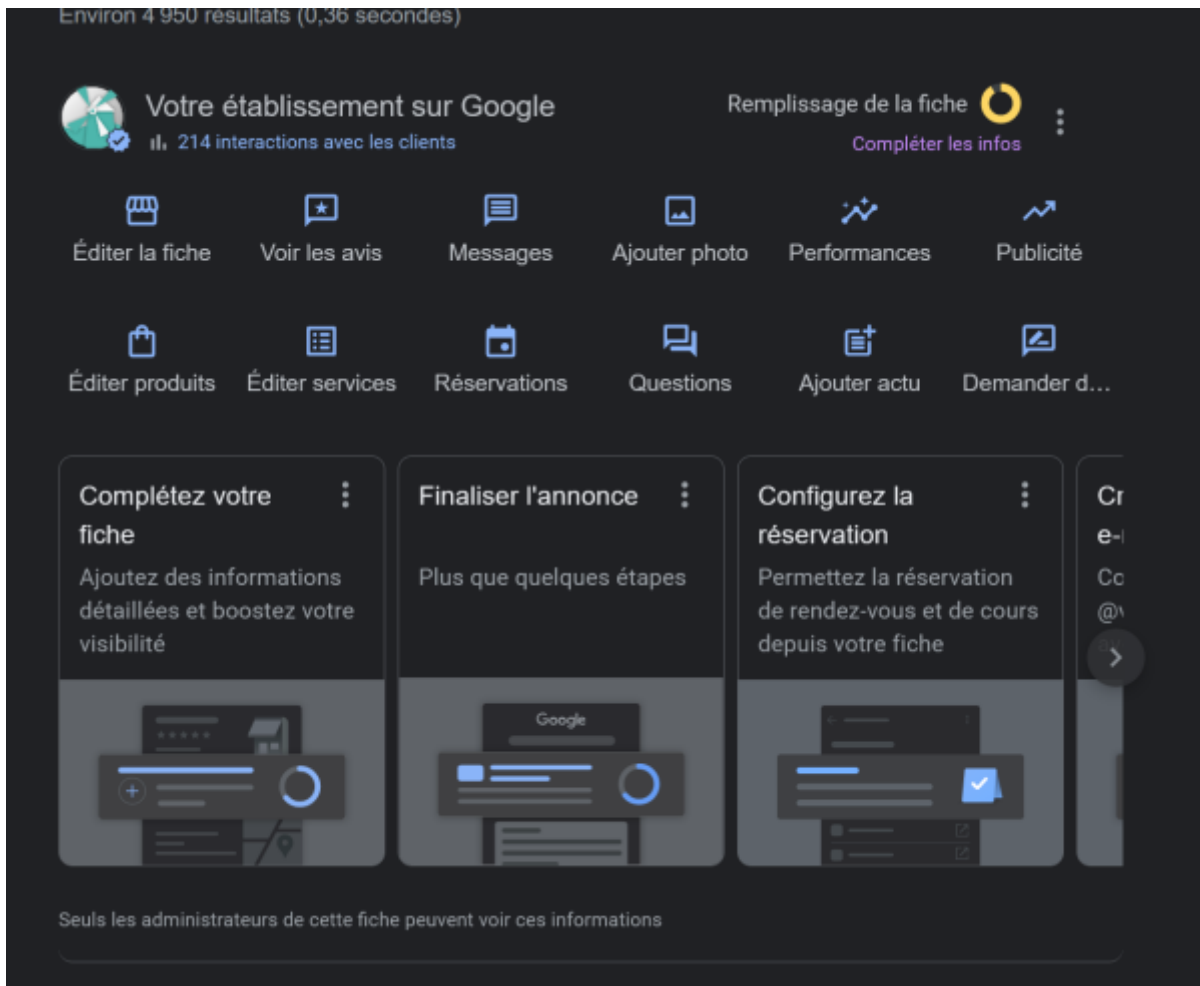 Environ 4 950 résultats (0,36 secondes)
Votre établissement sur Google
214 interactions avec les clients
Remplissage de la fiche
Compléter les infos
Éditer la fiche
Voir les avis
Messages
Ajouter photo
Performances
Publicité
Éditer produits
Éditer services
Réservations
Questions
Ajouter actu
Demander d...
Complétez votre
fiche
Ajoutez des informations
détaillées et boostez votre
visibilité
Finaliser l'annonce
Plus que quelques étapes
Google
Configurez la
réservation
Permettez la réservation
de rendez-vous et de cours
depuis votre fiche
Cr
e-
Co
Seuls les administrateurs de cette fiche peuvent voir ces informations